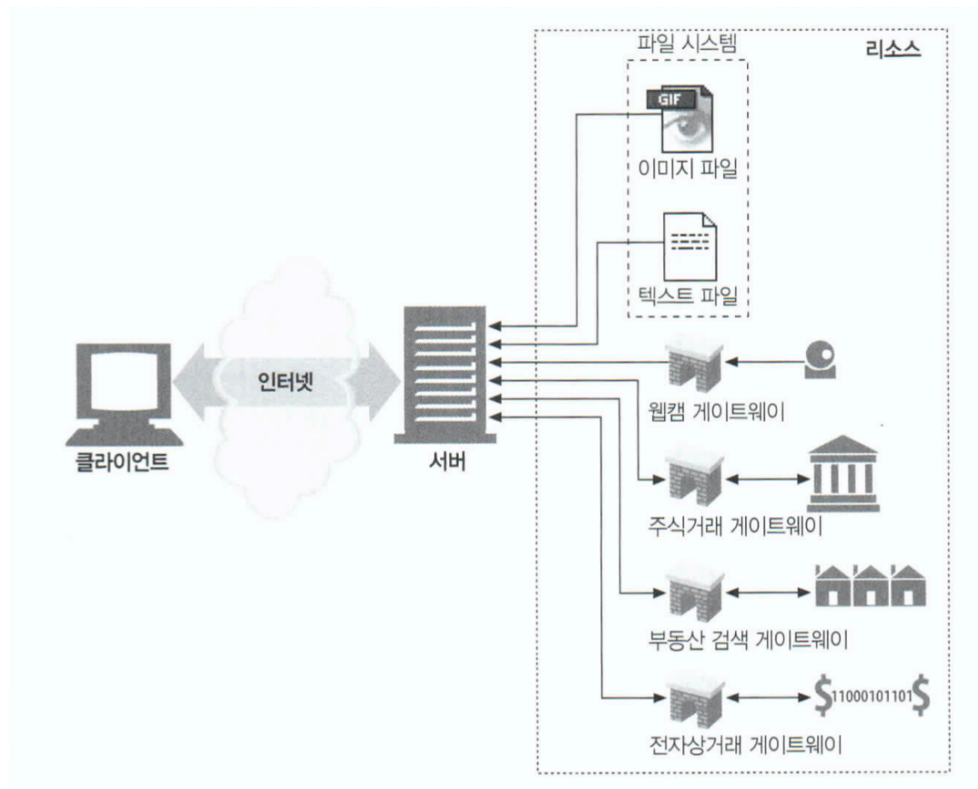 파일 시스템
리소스
GIF
이미지 파일
텍스트 파일
인터넷
클라이언트
서버
웹캠 게이트웨이
주식거래 게이트웨이
부동산 검색 게이트웨이
$11000101101$
전자상거래 게이트웨이